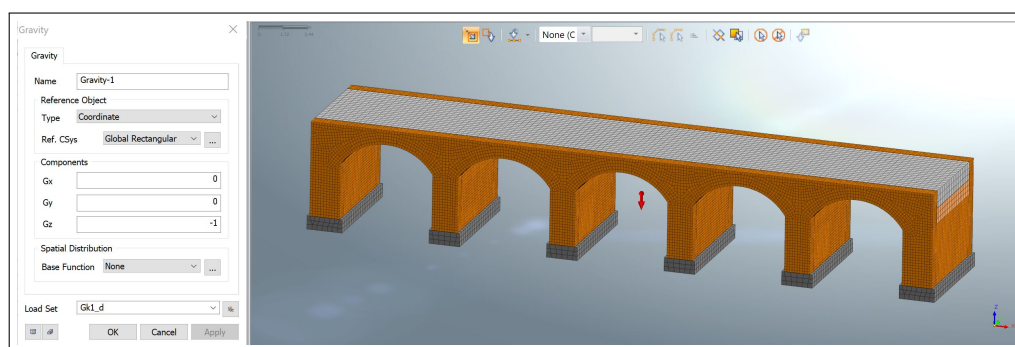 Gravity
Gravity
Name Gravity-1
Reference Object
Type Coordinate
Ref. CSys Global Rectangular ...
Components
Gx 0
Gy 0
Gz -1
Spatial Distribution
Base Function None ...
Load Set Gk1_d
OK Cancel Apply
None (C
z